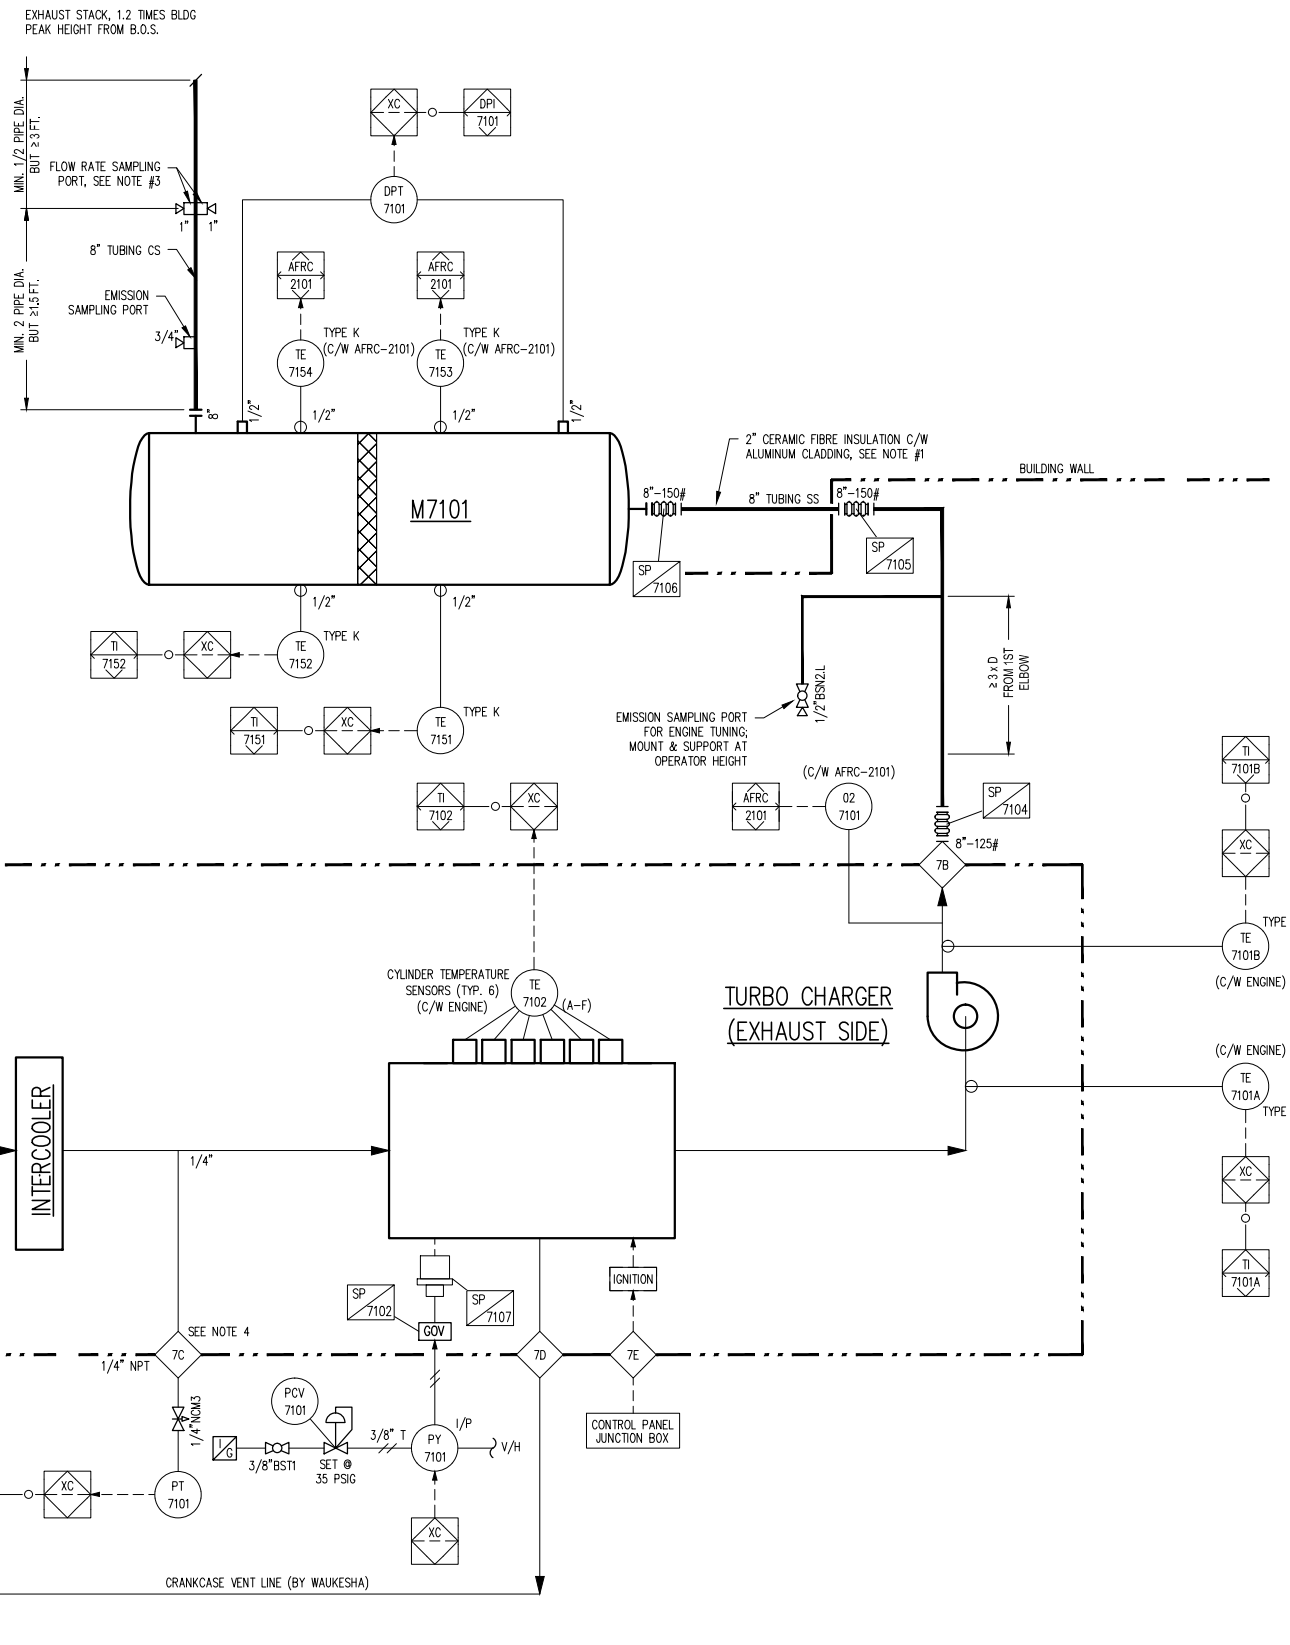 EXHAUST STACK, 1.2 TIMES BLDG
PEAK HEIGHT FROM B.O.S.
MIN. 1/2 PIPE DIA.
BUT ≥3 FT.
FLOW RATE SAMPLING
PORT, SEE NOTE #3
1" 1"
8" TUBING CS
MIN. 2 PIPE DIA.
BUT ≥1.5 FT.
EMISSION
SAMPLING PORT
3/4"
8"
XC
DPI
7101
DPT
7101
AFRC
2101
AFRC
2101
TYPE K
(C/W AFRC-2101)
TYPE K
(C/W AFRC-2101)
TE
7154
TE
7153
1/2"
1/2"
1/2"
1/2"
M7101
2" CERAMIC FIBRE INSULATION C/W
ALUMINUM CLADDING, SEE NOTE #1
BUILDING WALL
8"-150#
8" TUBING SS
8"-150#
SP
7105
SP
7106
1/2"
1/2"
TI
7152
XC
TE
7152
TYPE K
TI
7151
XC
TE
7151
TYPE K
≥ 3 x D
FROM 1ST
ELBOW
1/2"BSN2.L
EMISSION SAMPLING PORT
FOR ENGINE TUNING;
MOUNT & SUPPORT AT
OPERATOR HEIGHT
(C/W AFRC-2101)
TI
7102
XC
AFRC
2101
O2
7101
SP
7104
8"-125#
7B
TI
7101B
XC
TYPE
TE
7101B
(C/W ENGINE)
CYLINDER TEMPERATURE
SENSORS (TYP. 6)
(C/W ENGINE)
TE
7102
(A-F)
TURBO CHARGER
(EXHAUST SIDE)
(C/W ENGINE)
TE
7101A
TYPE
XC
TI
7101A
INTERCOOLER
1/4"
IGNITION
SP
7102
SP
7107
GOV
SEE NOTE 4
7C
1/4" NPT
7D
7E
1/4"NCM3
PCV
7101
I
G
3/8"BST1
SET @
35 PSIG
3/8" T
I/P
PY
7101
V/H
CONTROL PANEL
JUNCTION BOX
XC
PT
7101
XC
CRANKCASE VENT LINE (BY WAUKESHA)